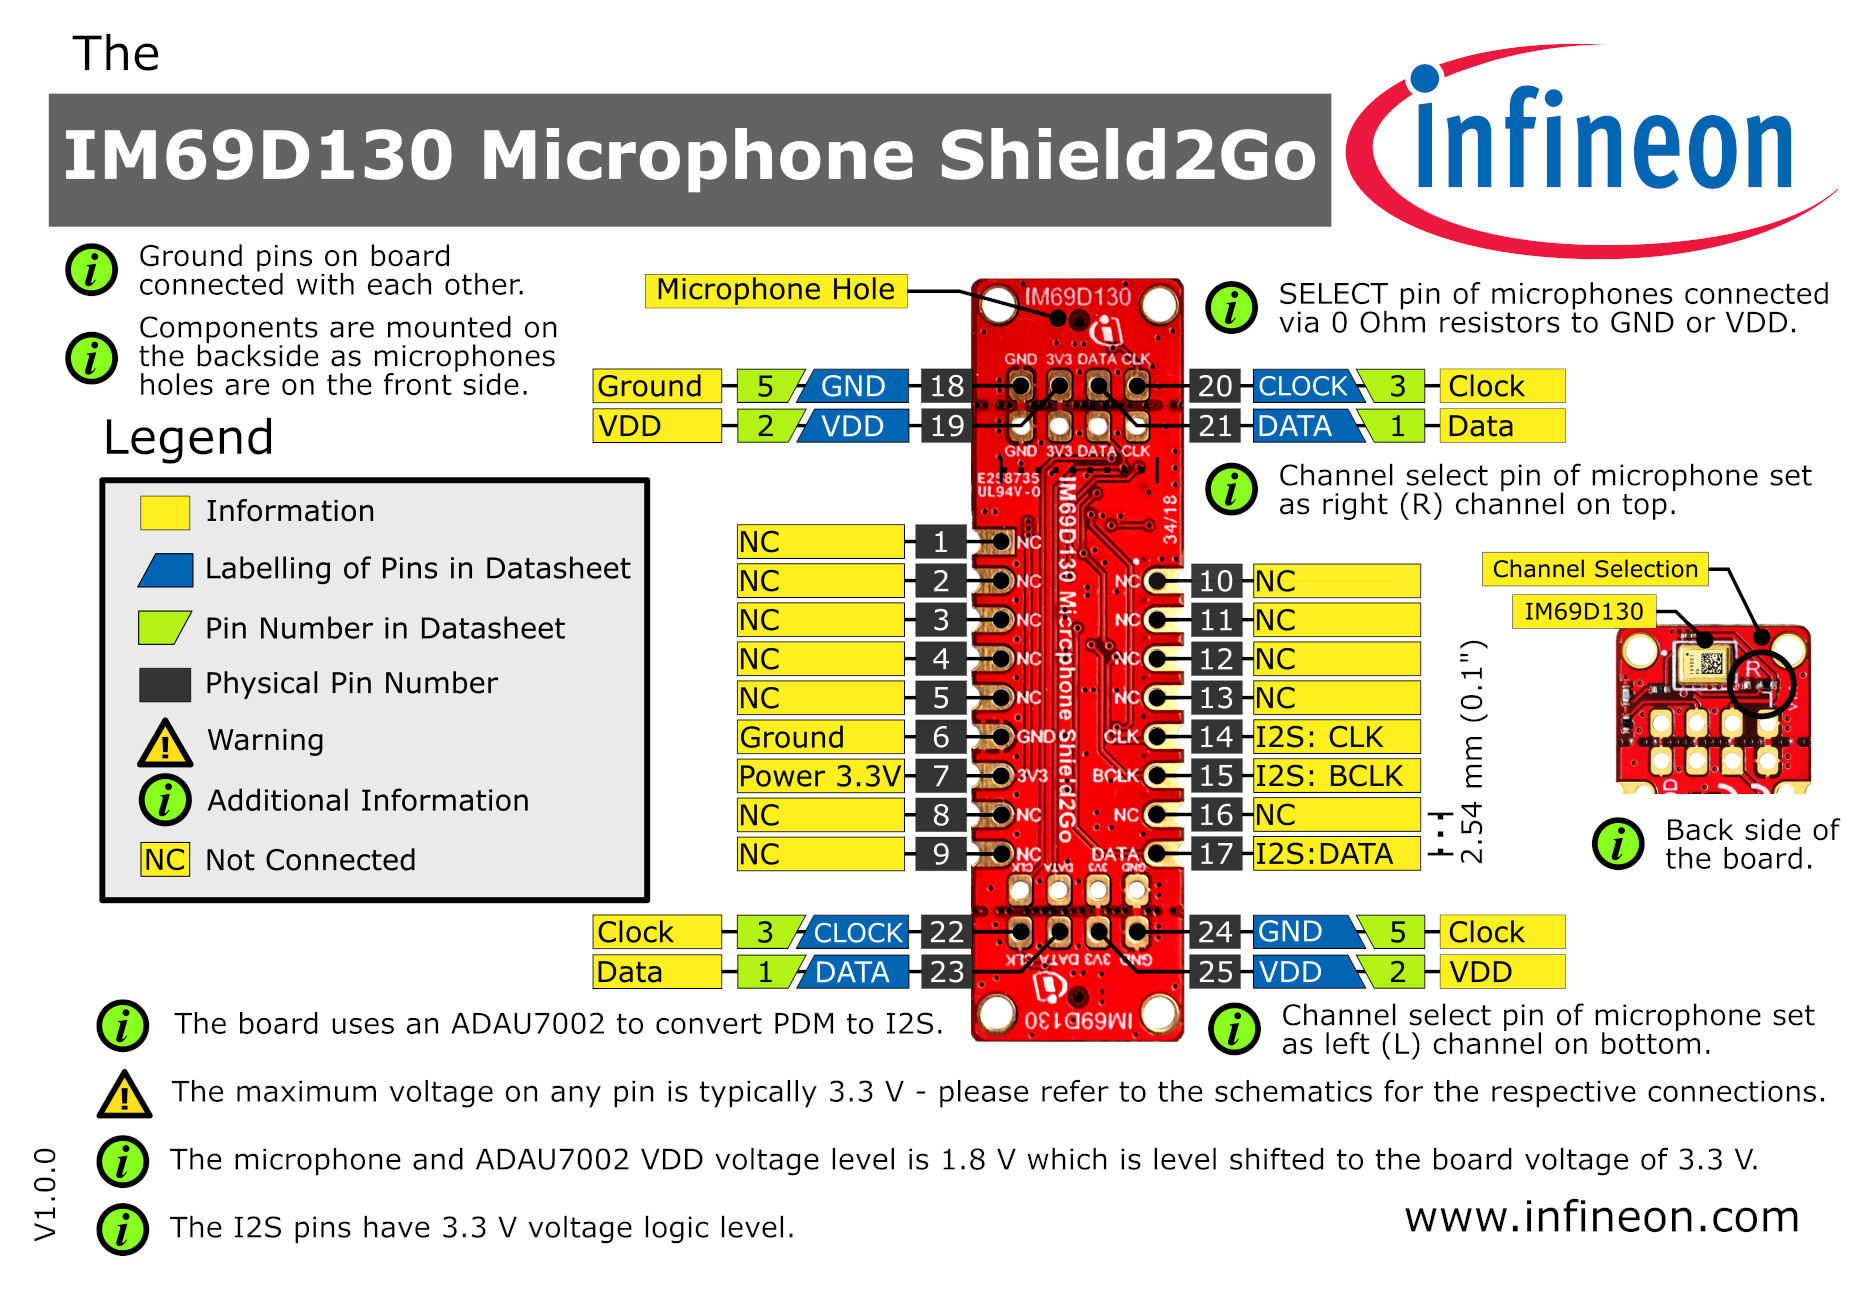 The
IM69D130 Microphone Shield2Go
infineon
Ground pins on board
connected with each other.
Components are mounted on
the backside as microphones
holes are on the front side.
Microphone Hole
IM69D130
SELECT pin of microphones connected
via 0 Ohm resistors to GND or VDD.
GND 3V3 DATA CLK
Ground 5 GND 18
20 CLOCK 3 Clock
VDD 2 VDD 19
21 DATA 1 Data
GND 3V3 DATA CLK
Channel select pin of microphone set
as right (R) channel on top.
Legend
Information
Labelling of Pins in Datasheet
Pin Number in Datasheet
Physical Pin Number
Warning
Additional Information
NC Not Connected
E258735
UL94V-0
34/18
IM69D130 Microphone Shield2Go
NC 1 NC
NC 2 NC NC 10 NC
NC 3 NC NC 11 NC
NC 4 NC NC 12 NC
NC 5 NC NC 13 NC
Ground 6 GND CLK 14 I2S: CLK
Power 3.3V 7 3V3 BCLK 15 I2S: BCLK
NC 8 NC NC 16 NC
NC 9 NC DATA 17 I2S:DATA
2.54 mm (0.1")
Channel Selection
IM69D130
R
Back side of
the board.
CLK DATA 3V3 GND
Clock 3 CLOCK 22
24 GND 5 Clock
Data 1 DATA 23
25 VDD 2 VDD
CLK DATA 3V3 GND
IM69D130
Channel select pin of microphone set
as left (L) channel on bottom.
The board uses an ADAU7002 to convert PDM to I2S.
The maximum voltage on any pin is typically 3.3 V - please refer to the schematics for the respective connections.
The microphone and ADAU7002 VDD voltage level is 1.8 V which is level shifted to the board voltage of 3.3 V.
The I2S pins have 3.3 V voltage logic level.
V1.0.0
www.infineon.com